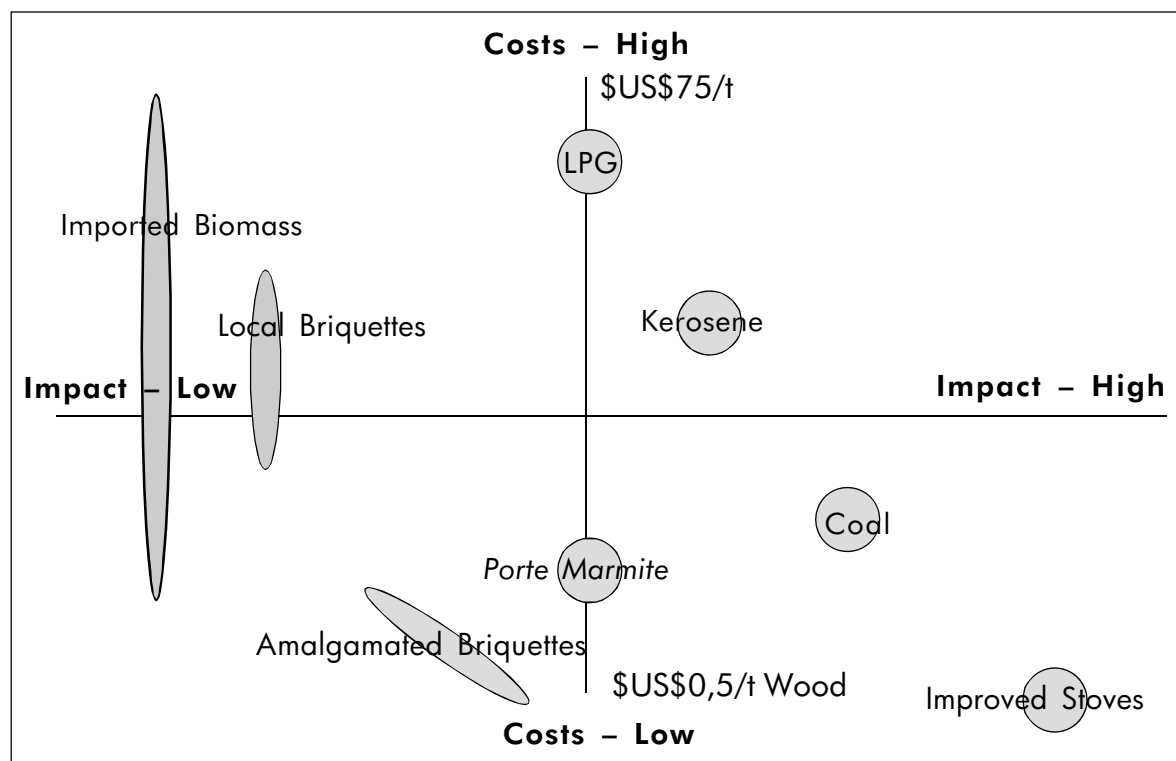 Costs – High
$US$75/t
LPG
Imported Biomass
Kerosene
Local Briquettes
Impact – Low
Impact – High
Coal
Porte Marmite
Amalgamated Briquettes
$US$0,5/t Wood
Improved Stoves
Costs – Low